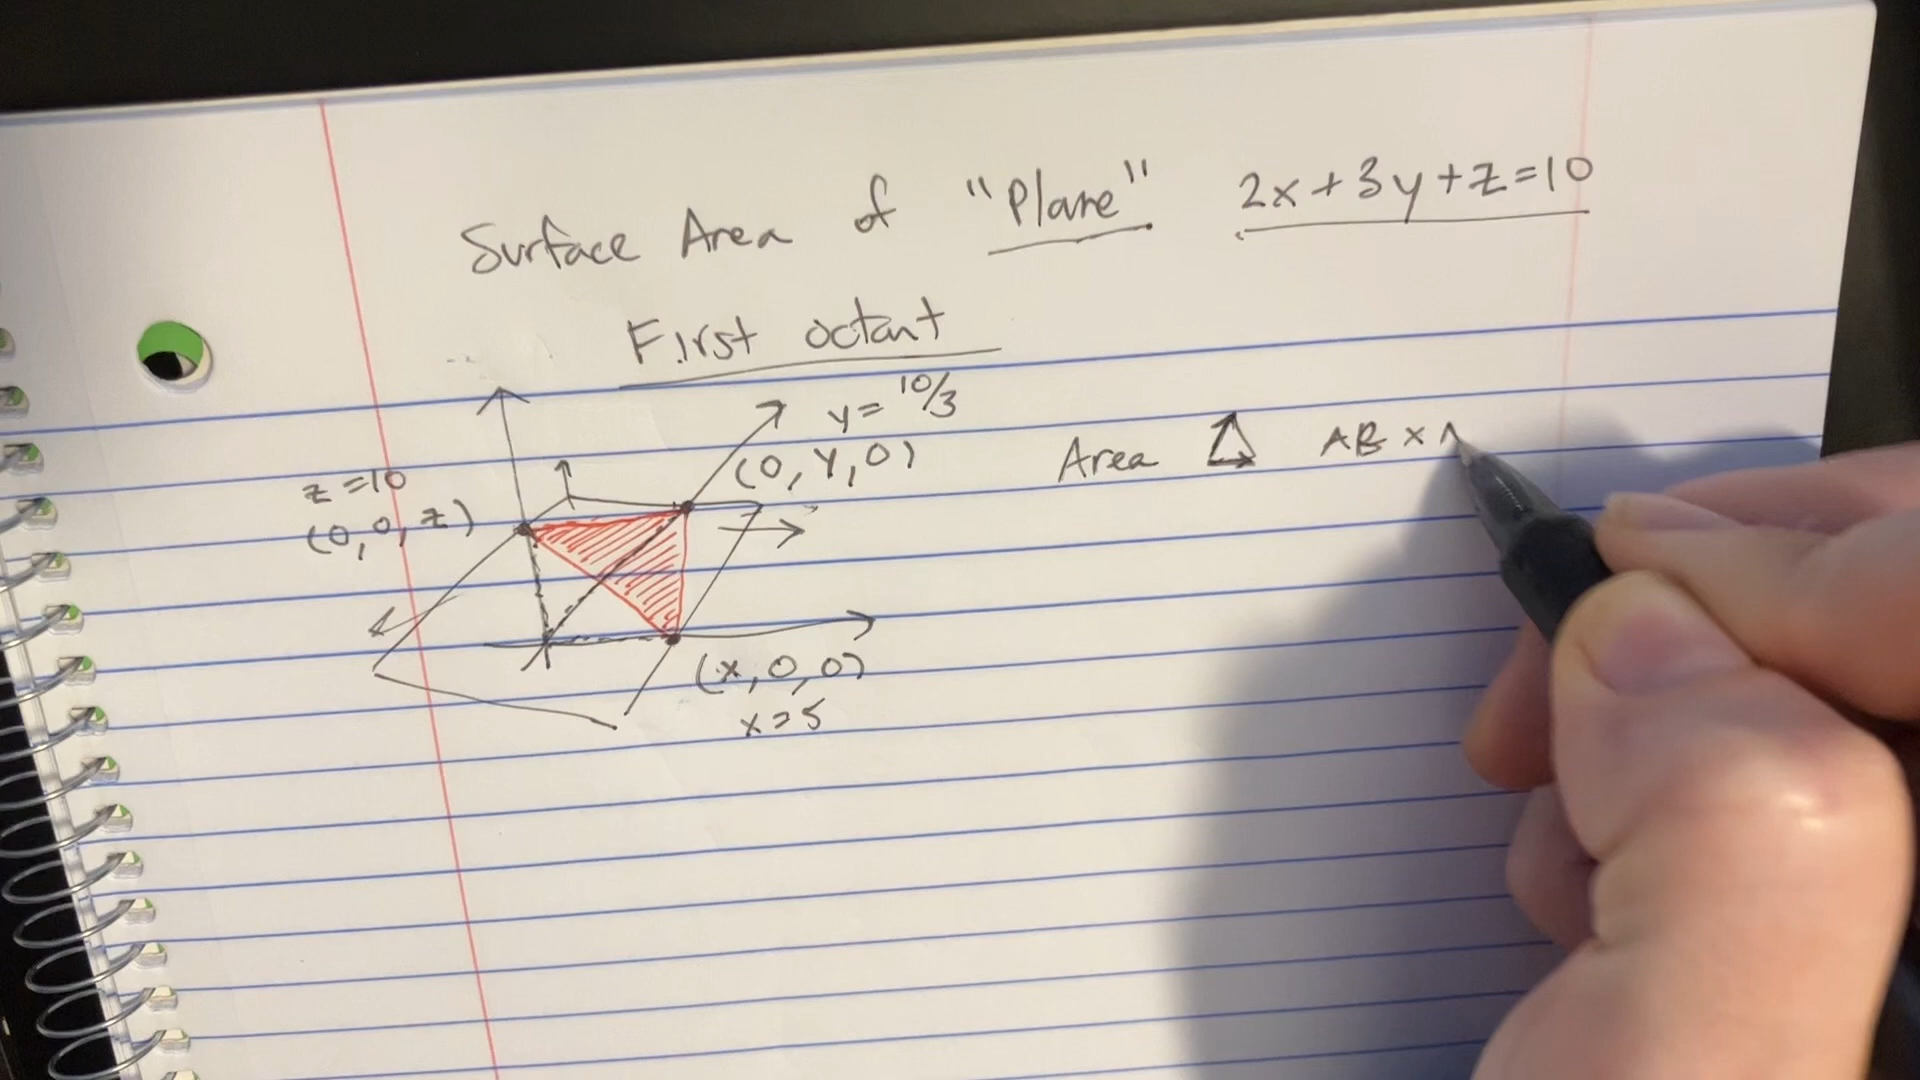 Surface Area of "Plane" 2x+3y+z=10
First octant
y= 10/3
(0, Y, 0)
z=10
(0, 0, z)
Area △ AB ×
(x, 0, 0)
x=5